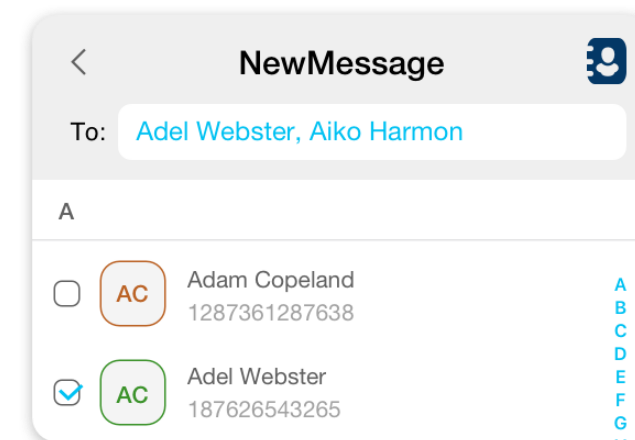 NewMessage
To: Adel Webster, Aiko Harmon
A
AC
Adam Copeland
1287361287638
AC
Adel Webster
187626543265
A
B
C
D
E
F
G